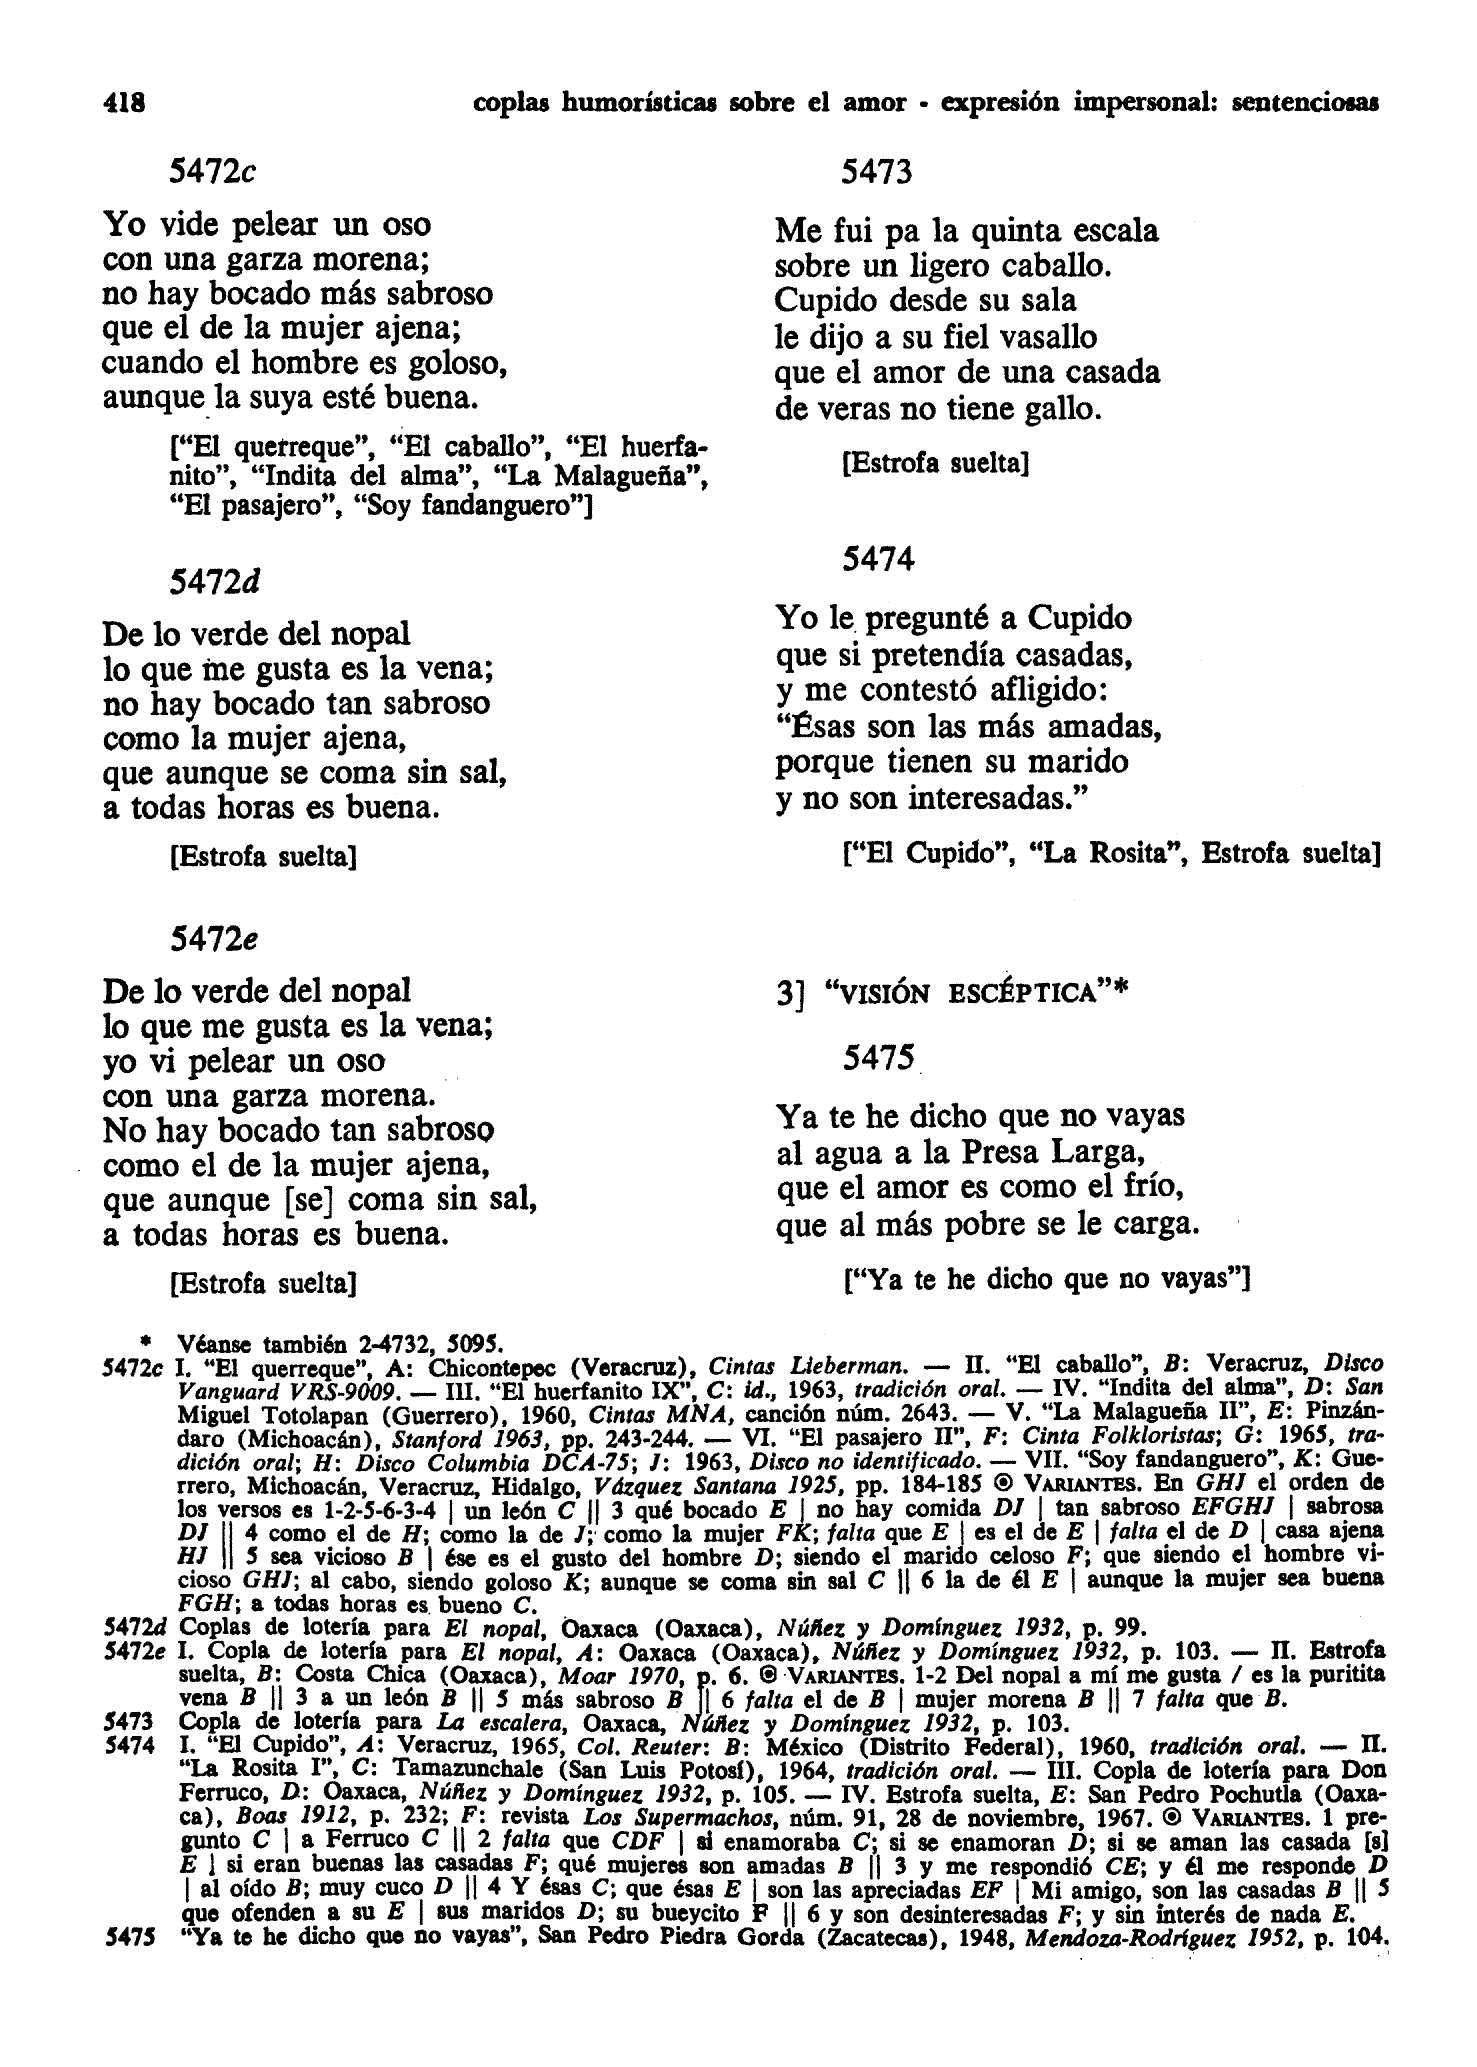 418 coplas humorísticas sobre el amor - expresión impersonal: sentenciosas
5472c
Yo vide pelear un oso
con una garza morena;
no hay bocado más sabroso
que el de la mujer ajena;
cuando el hombre es goloso,
aunque la suya esté buena.
[“El querreque”, “El caballo”, “El huerfa-
nito”, “Indita del alma”, “La Malagueña”,
“El pasajero”, “Soy fandanguero”]
5472d
De lo verde del nopal
lo que me gusta es la vena;
no hay bocado tan sabroso
como la mujer ajena,
que aunque se coma sin sal,
a todas horas es buena.
[Estrofa suelta]
5472e
De lo verde del nopal
lo que me gusta es la vena;
yo vi pelear un oso
con una garza morena.
No hay bocado tan sabroso
como el de la mujer ajena,
que aunque [se] coma sin sal,
a todas horas es buena.
[Estrofa suelta]
5473
Me fui pa la quinta escala
sobre un ligero caballo.
Cupido desde su sala
le dijo a su fiel vasallo
que el amor de una casada
de veras no tiene gallo.
[Estrofa suelta]
5474
Yo le pregunté a Cupido
que si pretendía casadas,
y me contestó afligido:
“Ésas son las más amadas,
porque tienen su marido
y no son interesadas.”
[“El Cupido”, “La Rosita”, Estrofa suelta]
3] “VISIÓN ESCÉPTICA”*
5475
Ya te he dicho que no vayas
al agua a la Presa Larga,
que el amor es como el frío,
que al más pobre se le carga.
[“Ya te he dicho que no vayas”]
* Véanse también 2-4732, 5095.
5472c I. “El querreque”, A: Chicontepec (Veracruz), Cintas Lieberman. — II. “El caballo”, B: Veracruz, Disco
Vanguard VRS-9009. — III. “El huerfanito IX”, C: id., 1963, tradición oral. — IV. “Indita del alma”, D: San
Miguel Totolapan (Guerrero), 1960, Cintas MNA, canción núm. 2643. — V. “La Malagueña II”, E: Pinzán-
daro (Michoacán), Stanford 1963, pp. 243-244. — VI. “El pasajero II”, F: Cinta Folkloristas; G: 1965, tra-
dición oral; H: Disco Columbia DCA-75; J: 1963, Disco no identificado. — VII. “Soy fandanguero”, K: Gue-
rrero, Michoacán, Veracruz, Hidalgo, Vázquez Santana 1925, pp. 184-185 ⊙ VARIANTES. En GHJ el orden de
los versos es 1-2-5-6-3-4 | un león C || 3 qué bocado E | no hay comida DJ | tan sabroso EFGHJ | sabrosa
DJ || 4 como el de H; como la de J; como la mujer FK; falta que E | es el de E | falta el de D | casa ajena
HJ || 5 sea vicioso B | ése es el gusto del hombre D; siendo el marido celoso F; que siendo el hombre vi-
cioso GHJ; al cabo, siendo goloso K; aunque se coma sin sal C || 6 la de él E | aunque la mujer sea buena
FGH; a todas horas es bueno C.
5472d Coplas de lotería para El nopal, Oaxaca (Oaxaca), Núñez y Domínguez 1932, p. 99.
5472e I. Copla de lotería para El nopal, A: Oaxaca (Oaxaca), Núñez y Domínguez 1932, p. 103. — II. Estrofa
suelta, B: Costa Chica (Oaxaca), Moar 1970, p. 6. ⊙ VARIANTES. 1-2 Del nopal a mí me gusta / es la puritita
vena B || 3 a un león B || 5 más sabroso B || 6 falta el de B | mujer morena B || 7 falta que B.
5473 Copla de lotería para La escalera, Oaxaca, Núñez y Domínguez 1932, p. 103.
5474 I. “El Cupido”, A: Veracruz, 1965, Col. Reuter: B: México (Distrito Federal), 1960, tradición oral. — II.
“La Rosita I”, C: Tamazunchale (San Luis Potosí), 1964, tradición oral. — III. Copla de lotería para Don
Ferruco, D: Oaxaca, Núñez y Domínguez 1932, p. 105. — IV. Estrofa suelta, E: San Pedro Pochutla (Oaxa-
ca), Boas 1912, p. 232; F: revista Los Supermachos, núm. 91, 28 de noviembre, 1967. ⊙ VARIANTES. 1 pre-
gunto C | a Ferruco C || 2 falta que CDF | si enamoraba C; si se enamoran D; si se aman las casada [s]
E | si eran buenas las casadas F; qué mujeres son amadas B || 3 y me respondió CE; y él me responde D
| al oído B; muy cuco D || 4 Y ésas C; que ésas E | son las apreciadas EF | Mi amigo, son las casadas B || 5
que ofenden a su E | sus maridos D; su bueycito F || 6 y son desinteresadas F; y sin interés de nada E.
5475 “Ya te he dicho que no vayas”, San Pedro Piedra Gorda (Zacatecas), 1948, Mendoza-Rodríguez 1952, p. 104.